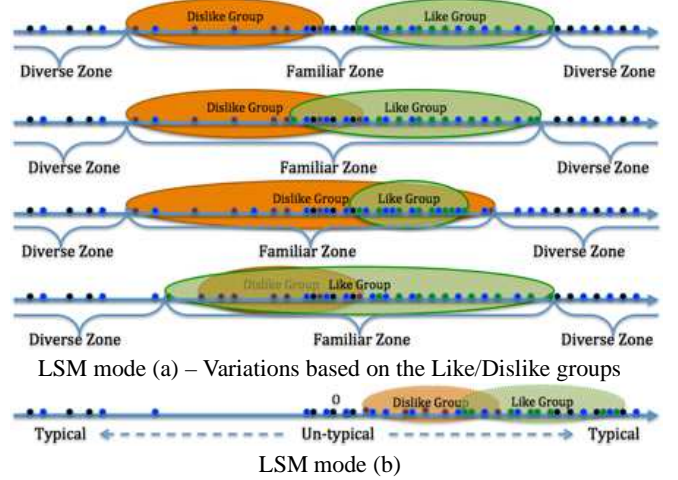 Dislike Group Like Group
Diverse Zone Familiar Zone Diverse Zone
Dislike Group Like Group
Diverse Zone Familiar Zone Diverse Zone
Dislike Group Like Group
Diverse Zone Familiar Zone Diverse Zone
Dislike Group Like Group
Diverse Zone Familiar Zone Diverse Zone
LSM mode (a) – Variations based on the Like/Dislike groups
0
Dislike Group Like Group
Typical Un-typical Typical
LSM mode (b)